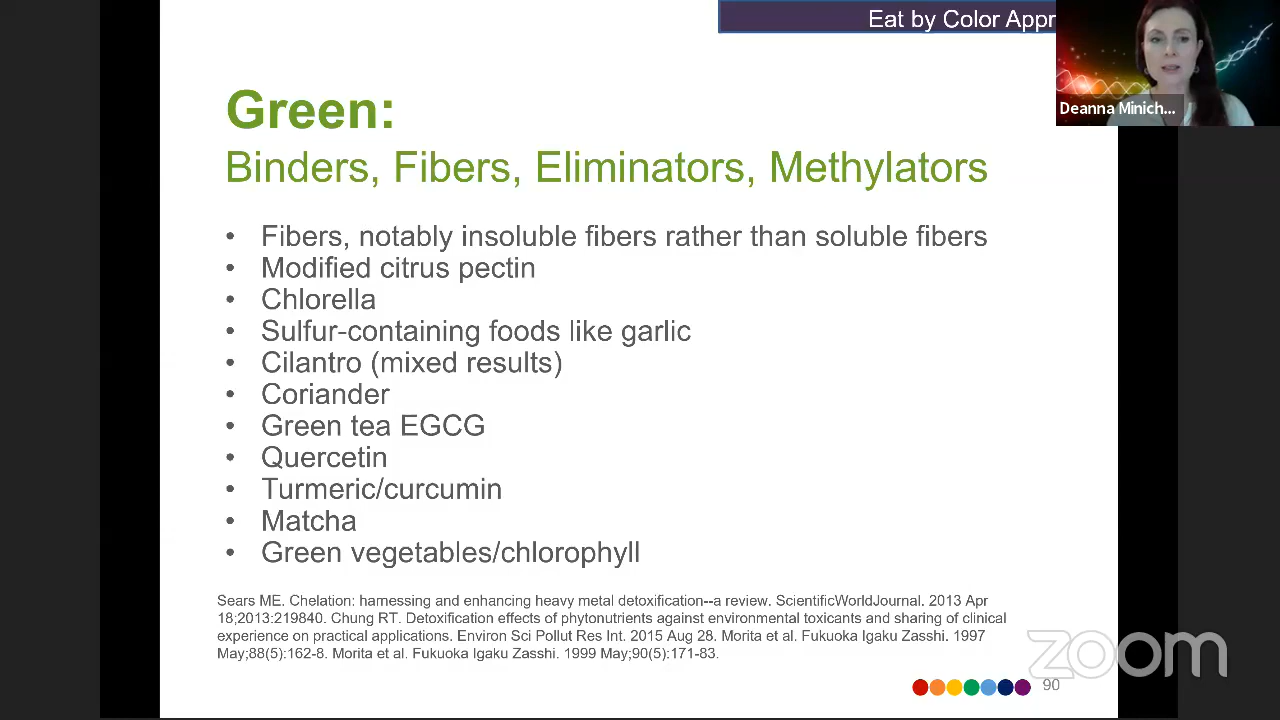 Eat by Color Appr
Deanna Minich...
Green:
Binders, Fibers, Eliminators, Methylators
• Fibers, notably insoluble fibers rather than soluble fibers
• Modified citrus pectin
• Chlorella
• Sulfur-containing foods like garlic
• Cilantro (mixed results)
• Coriander
• Green tea EGCG
• Quercetin
• Turmeric/curcumin
• Matcha
• Green vegetables/chlorophyll
Sears ME. Chelation: harnessing and enhancing heavy metal detoxification--a review. ScientificWorldJournal. 2013 Apr
18;2013:219840. Chung RT. Detoxification effects of phytonutrients against environmental toxicants and sharing of clinical
experience on practical applications. Environ Sci Pollut Res Int. 2015 Aug 28. Morita et al. Fukuoka Igaku Zasshi. 1997
May;88(5):162-8. Morita et al. Fukuoka Igaku Zasshi. 1999 May;90(5):171-83.
zoom
90